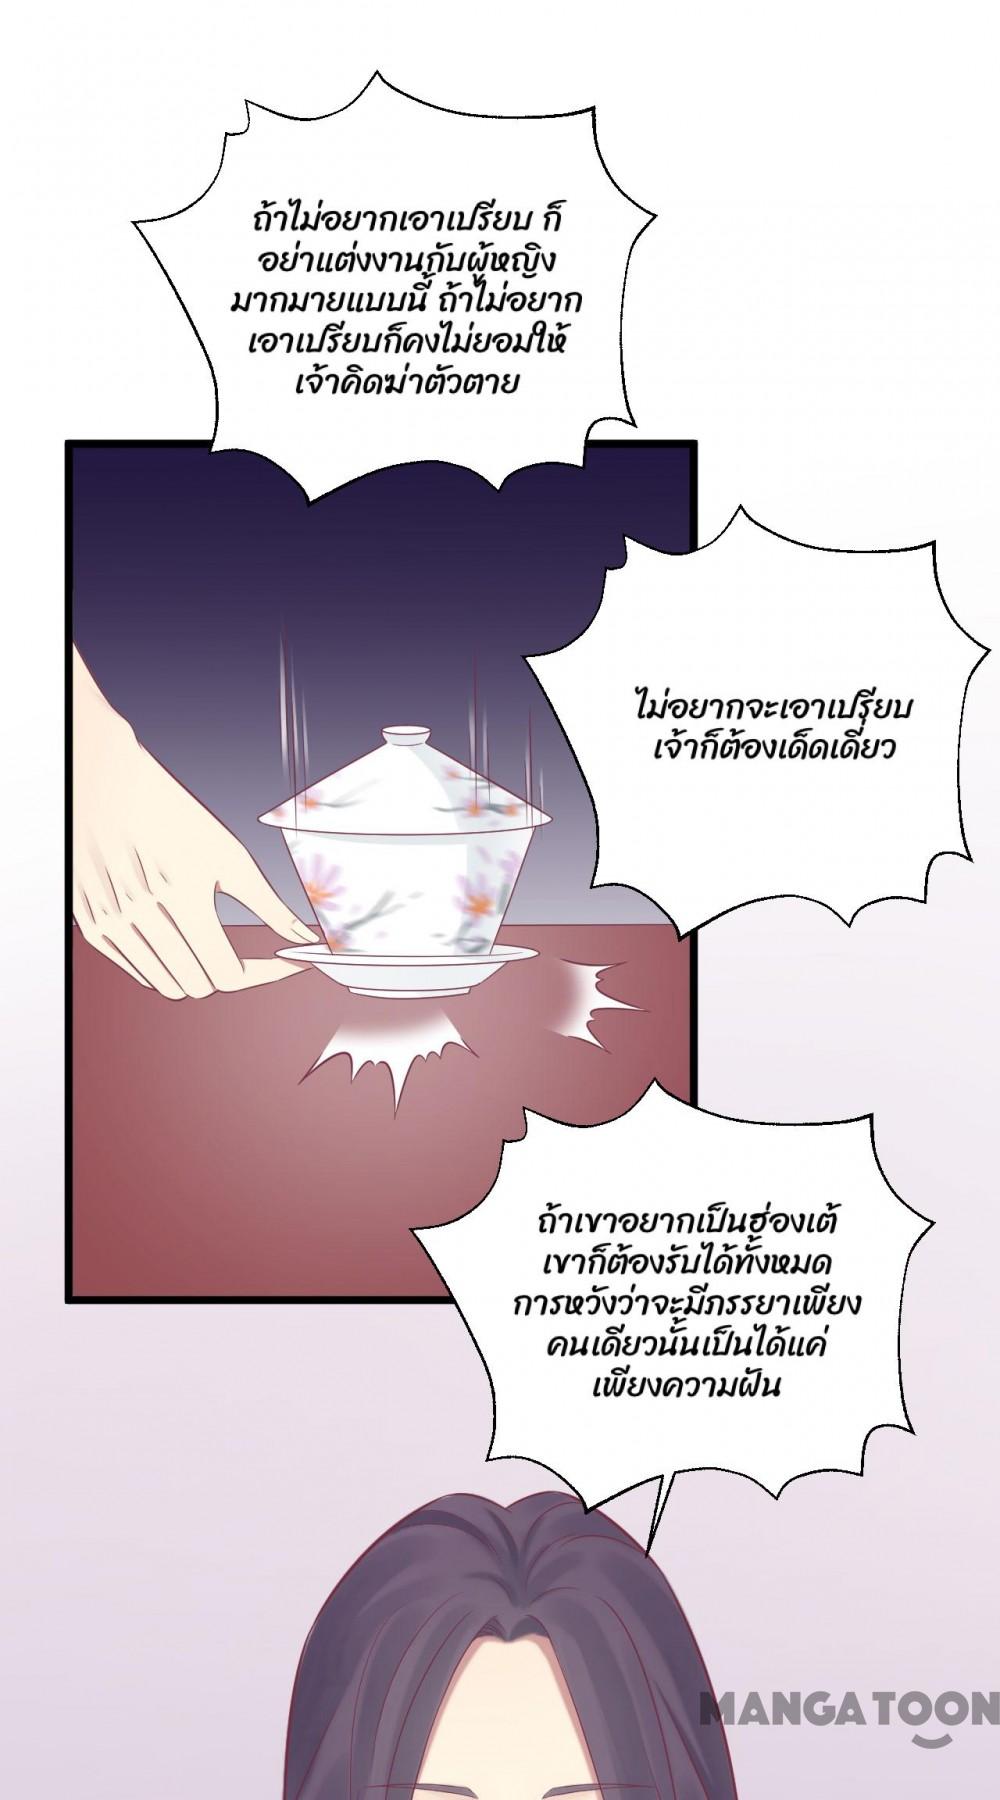 ถ้าไม่อยากเอาเปรียบ ก็
อย่าแต่งงานกับผู้หญิง
มากมายแบบนี้ ถ้าไม่อยาก
เอาเปรียบก็คงไม่ยอมให้
เจ้าคิดฆ่าตัวตาย
ไม่อยากจะเอาเปรียบ
เจ้าก็ต้องเด็ดเดี่ยว
ถ้าเขาอยากเป็นฮ่องเต้
เขาก็ต้องรับได้ทั้งหมด
การหวังว่าจะมีภรรยาเพียง
คนเดียวนั้นเป็นได้แค่
เพียงความฝัน
MANGATOON